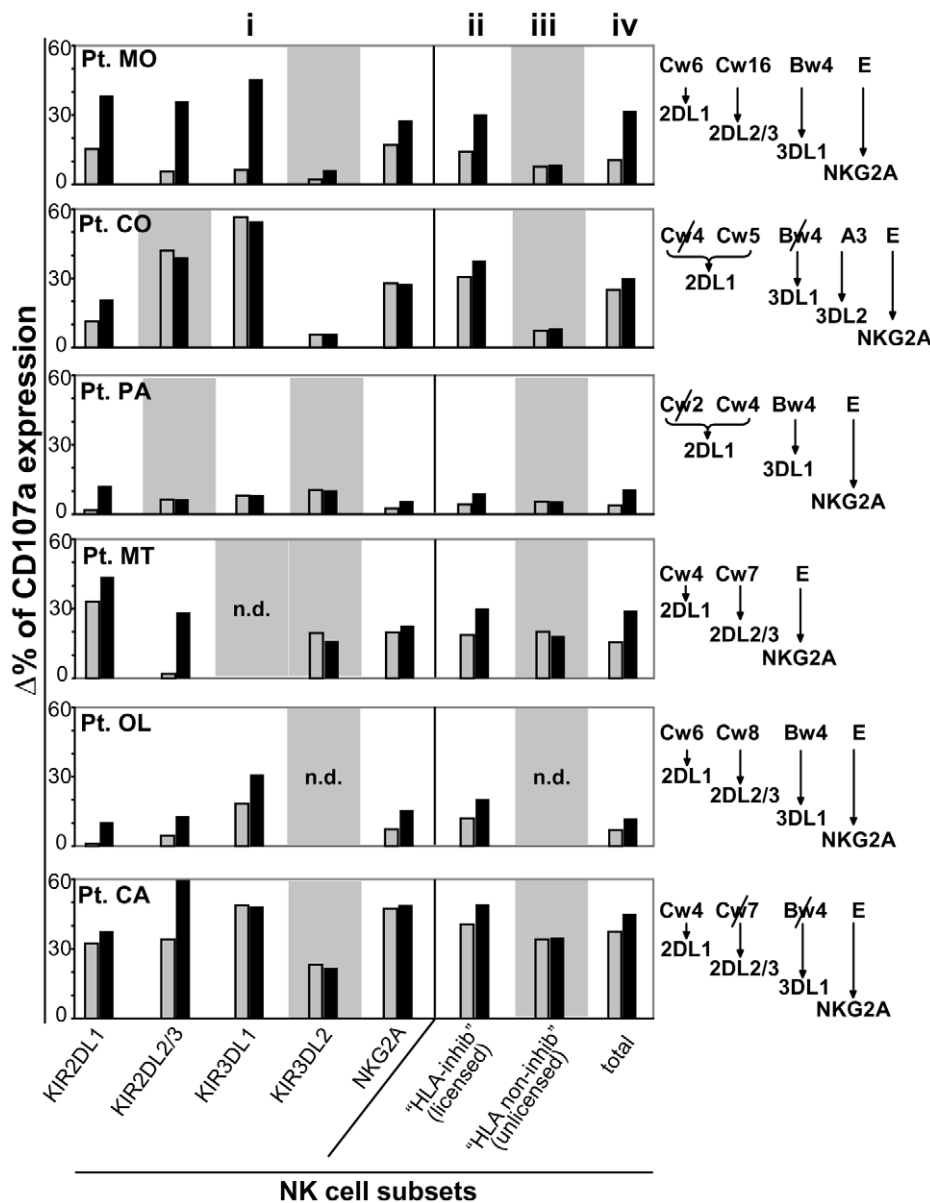 i ii iii iv
Δ% of CD107a expression
60
Pt. MO
30
0
Cw6 Cw16 Bw4 E
2DL1
2DL2/3
3DL1
NKG2A
60
Pt. CO
30
0
Cw4 Cw5 Bw4 A3 E
2DL1
3DL1
3DL2
NKG2A
60
Pt. PA
30
0
Cw2 Cw4 Bw4 E
2DL1
3DL1
NKG2A
60
Pt. MT
30
0
n.d.
Cw4 Cw7 E
2DL1
2DL2/3
NKG2A
60
Pt. OL
30
0
n.d. n.d.
Cw6 Cw8 Bw4 E
2DL1
2DL2/3
3DL1
NKG2A
60
Pt. CA
30
0
Cw4 Cw7 Bw4 E
2DL1
2DL2/3
3DL1
NKG2A
KIR2DL1
KIR2DL2/3
KIR3DL1
KIR3DL2
NKG2A
“HLA-inhib”
(licensed)
“HLA non-inhib”
(unlicensed)
total
NK cell subsets